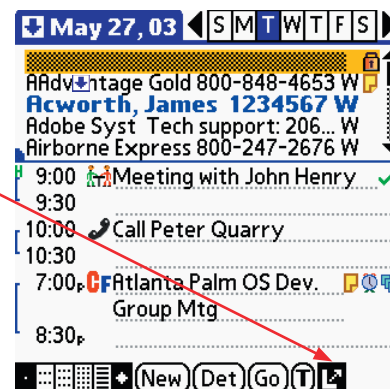 May 27, 03 S M T W T F S
AAdvantage Gold 800-848-4653 W
Acworth, James 1234567 W
Adobe Syst Tech support: 206... W
Airborne Express 800-247-2676 W
9:00 Meeting with John Henry
9:30
10:00 Call Peter Quarry
10:30
7:00P CF Atlanta Palm OS Dev.
Group Mtg
8:30P
New Det Go T